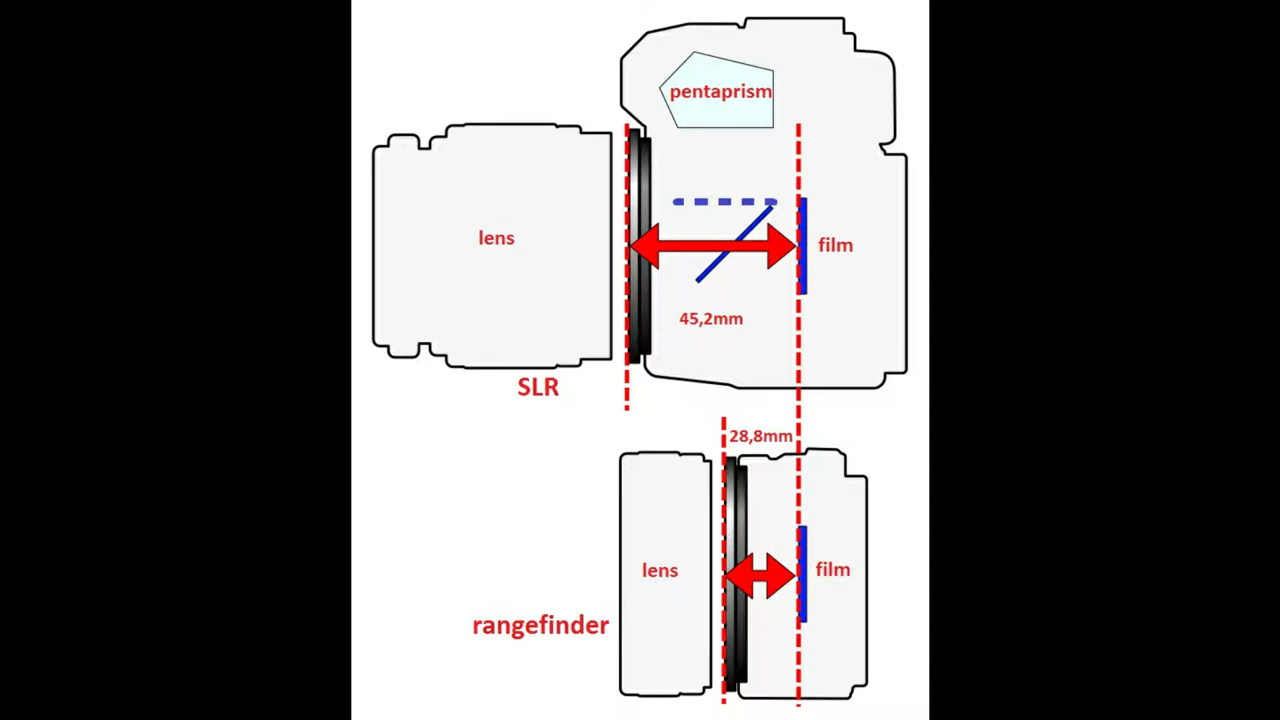 pentaprism
lens
film
45,2mm
SLR
28,8mm
lens
film
rangefinder